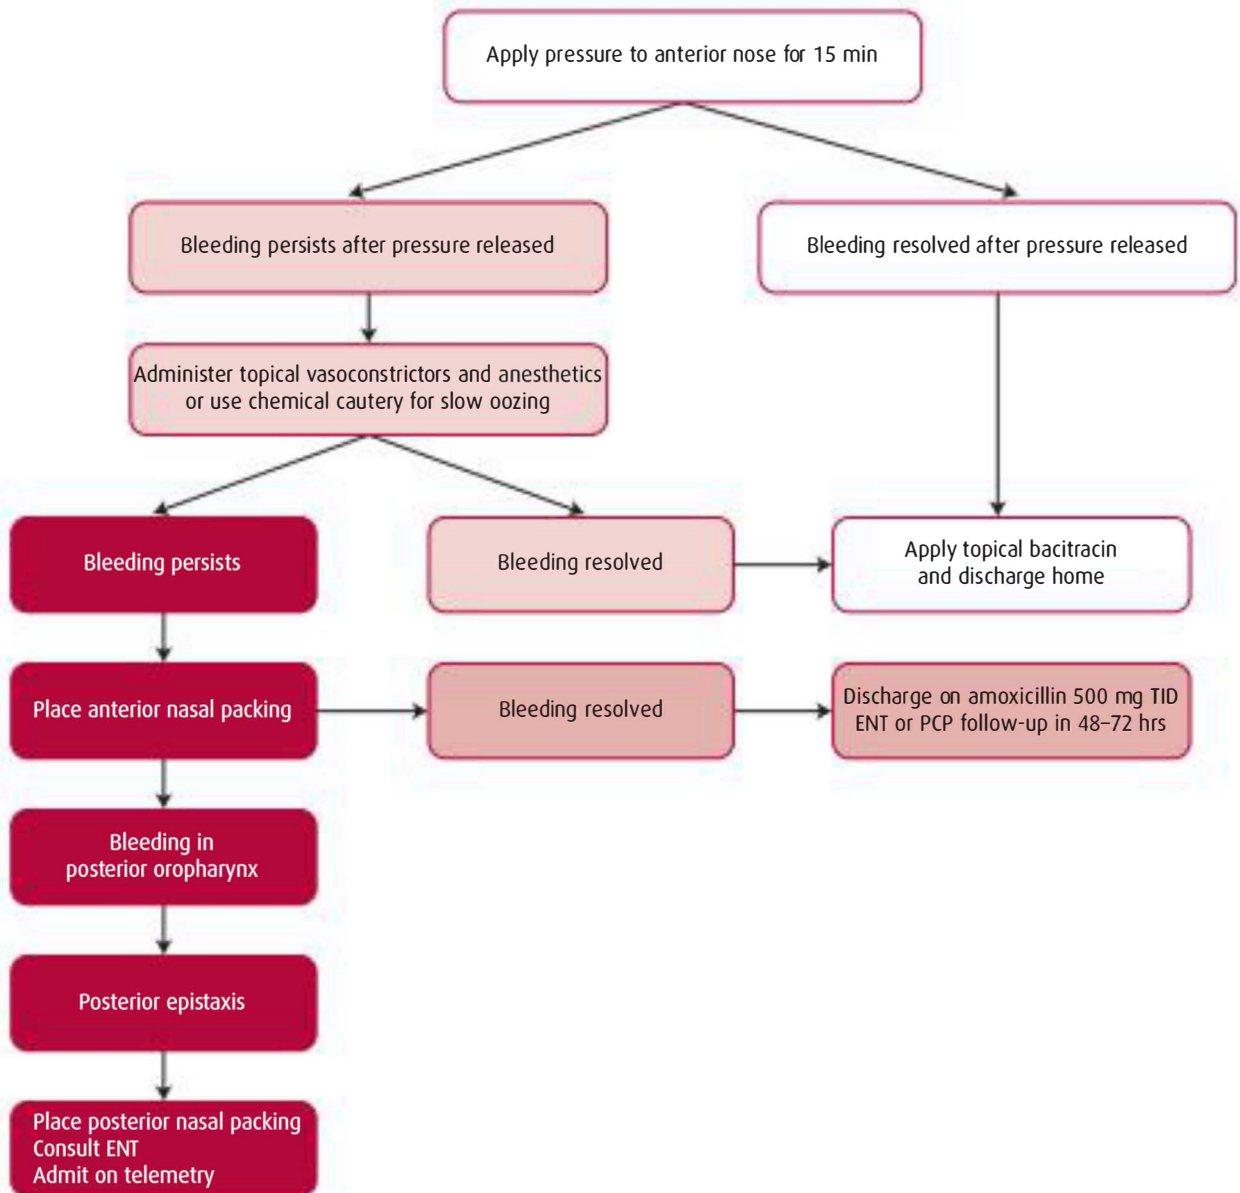 Apply pressure to anterior nose for 15 min
Bleeding persists after pressure released
Bleeding resolved after pressure released
Administer topical vasoconstrictors and anesthetics
or use chemical cautery for slow oozing
Bleeding persists
Bleeding resolved
Apply topical bacitracin
and discharge home
Place anterior nasal packing
Bleeding resolved
Discharge on amoxicillin 500 mg TID
ENT or PCP follow-up in 48–72 hrs
Bleeding in
posterior oropharynx
Posterior epistaxis
Place posterior nasal packing
Consult ENT
Admit on telemetry